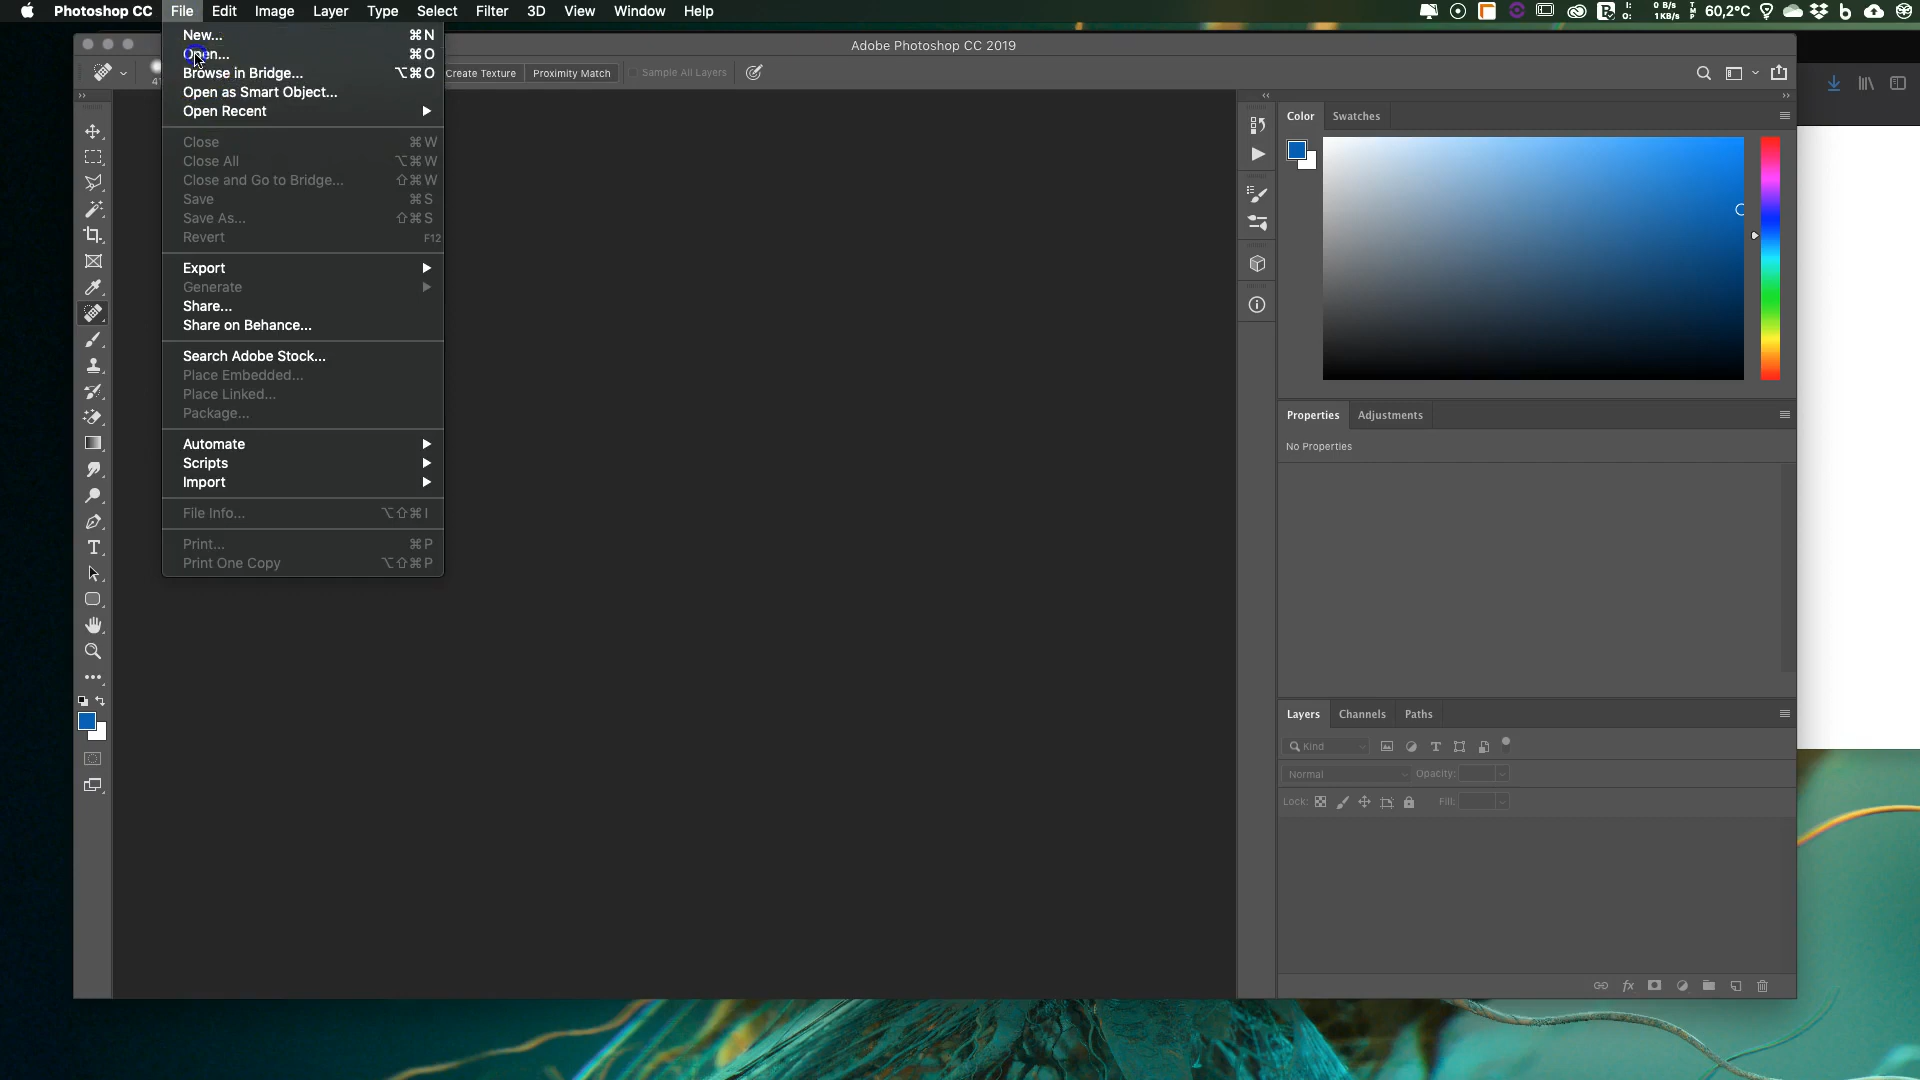 Photoshop CC File Edit Image Layer Type Select Filter 3D View Window Help
0 B/s
1KB/s
60,2°C
Adobe Photoshop CC 2019
Create Texture Proximity Match Sample All Layers
New... ⌘N
Open... ⌘O
Browse in Bridge... ⌥⌘O
Open as Smart Object...
Open Recent
Close ⌘W
Close All ⌥⌘W
Close and Go to Bridge... ⇧⌘W
Save ⌘S
Save As... ⇧⌘S
Revert F12
Export
Generate
Share...
Share on Behance...
Search Adobe Stock...
Place Embedded...
Place Linked...
Package...
Automate
Scripts
Import
File Info... ⌥⇧⌘I
Print... ⌘P
Print One Copy ⌥⇧⌘P
Color Swatches
Properties Adjustments
No Properties
Layers Channels Paths
Kind
Normal Opacity:
Lock: Fill: